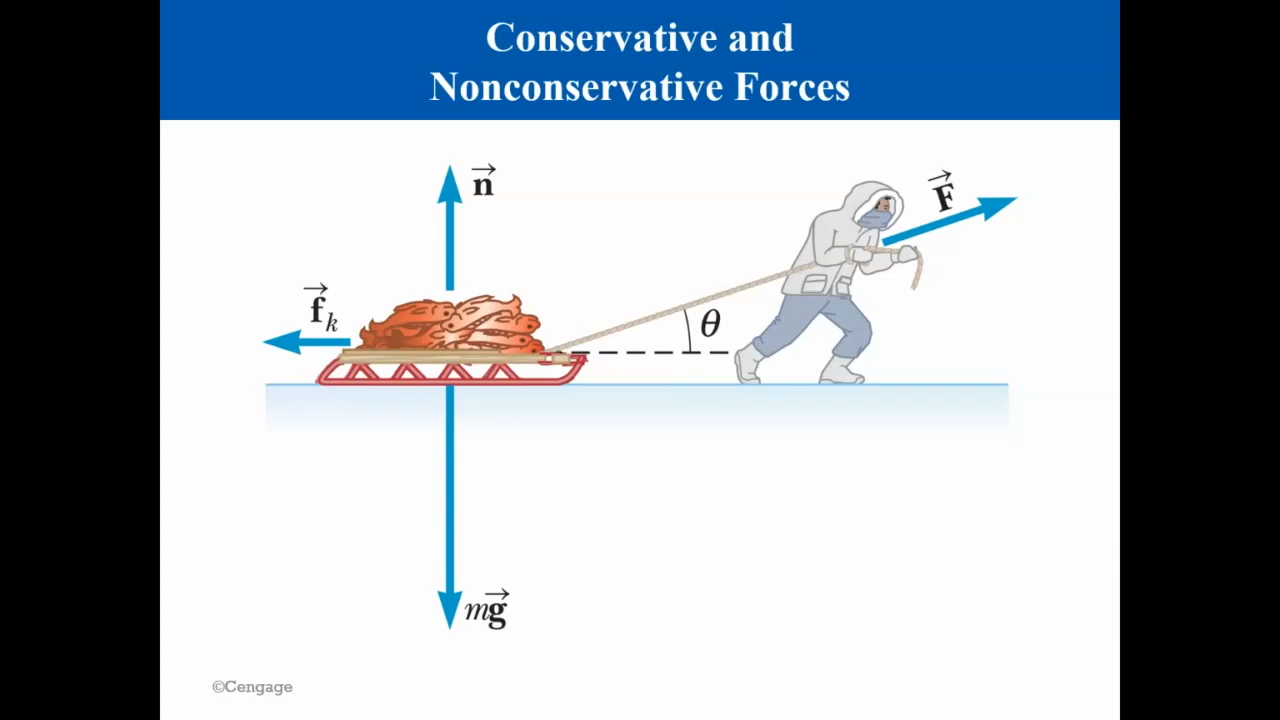 Conservative and
Nonconservative Forces
n⃗
F⃗
f⃗ₖ
θ
mg⃗
©Cengage